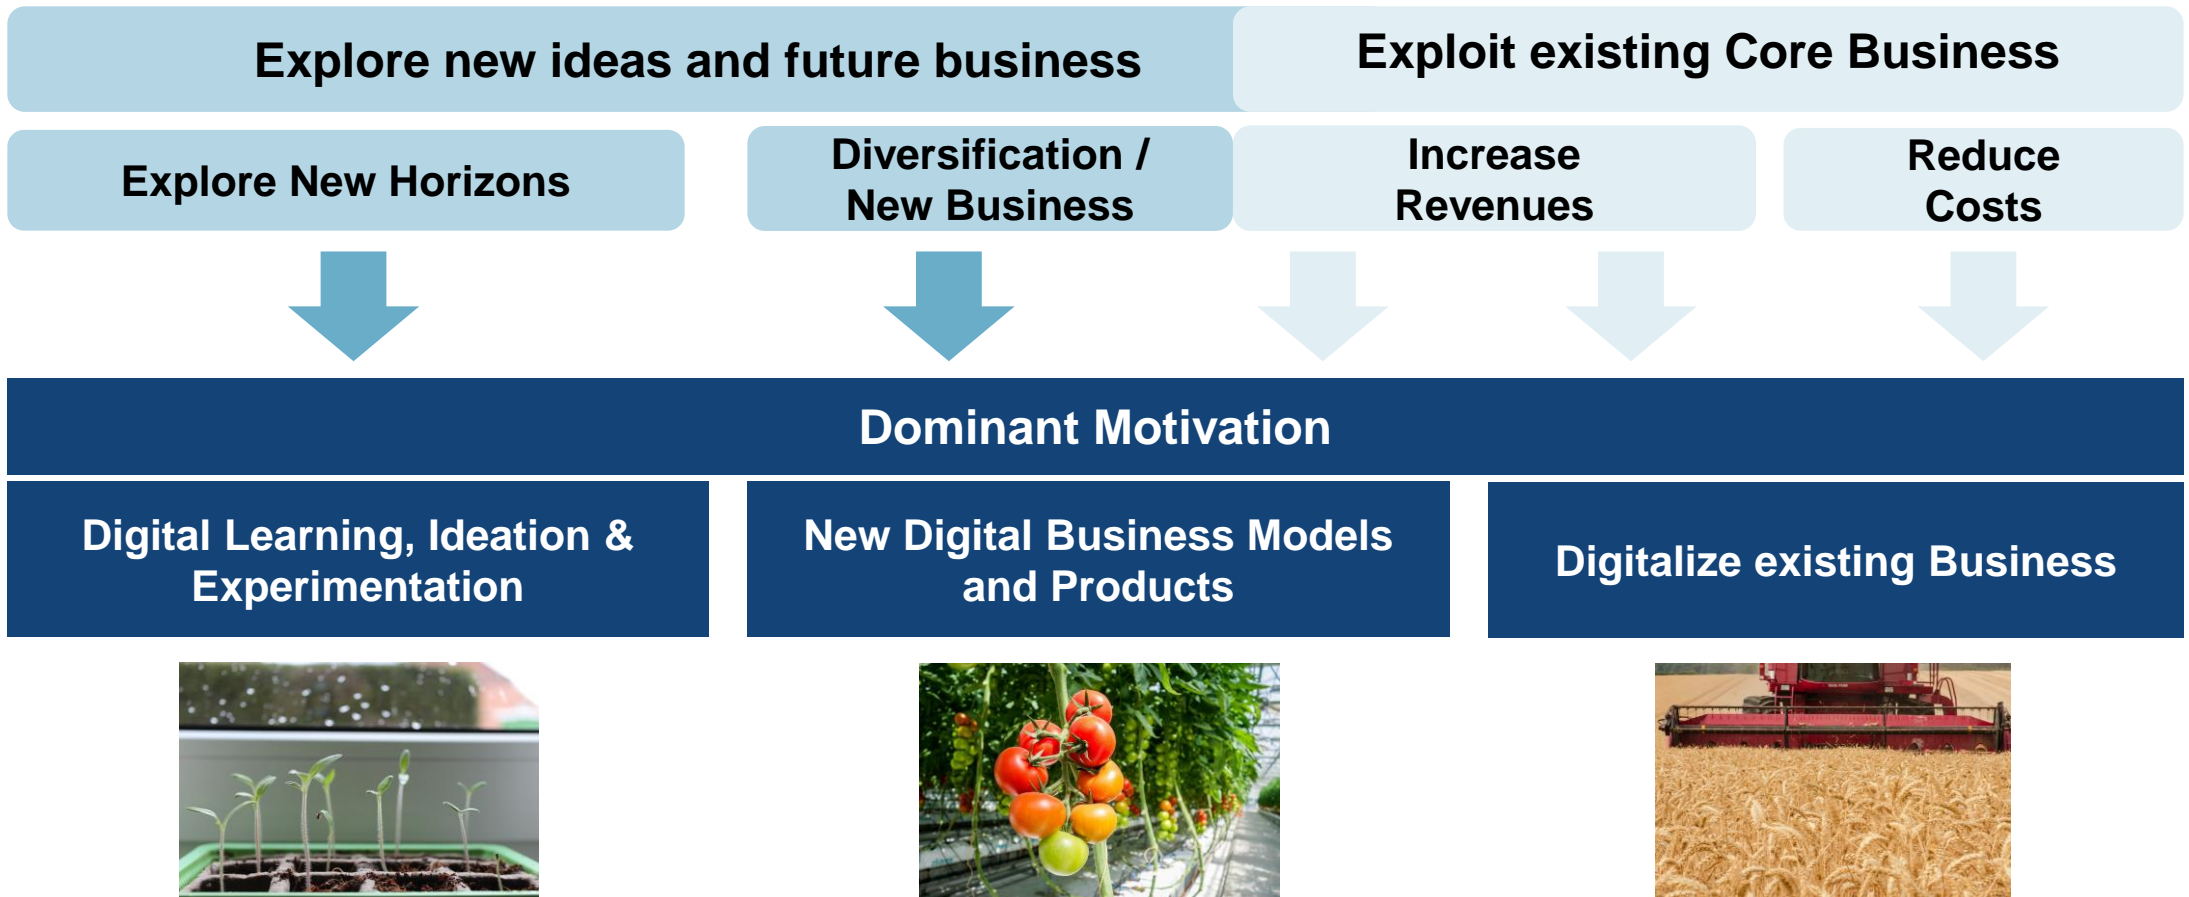 Explore new ideas and future business
Exploit existing Core Business
Explore New Horizons
Diversification /
New Business
Increase
Revenues
Reduce
Costs
Dominant Motivation
Digital Learning, Ideation &
Experimentation
New Digital Business Models
and Products
Digitalize existing Business